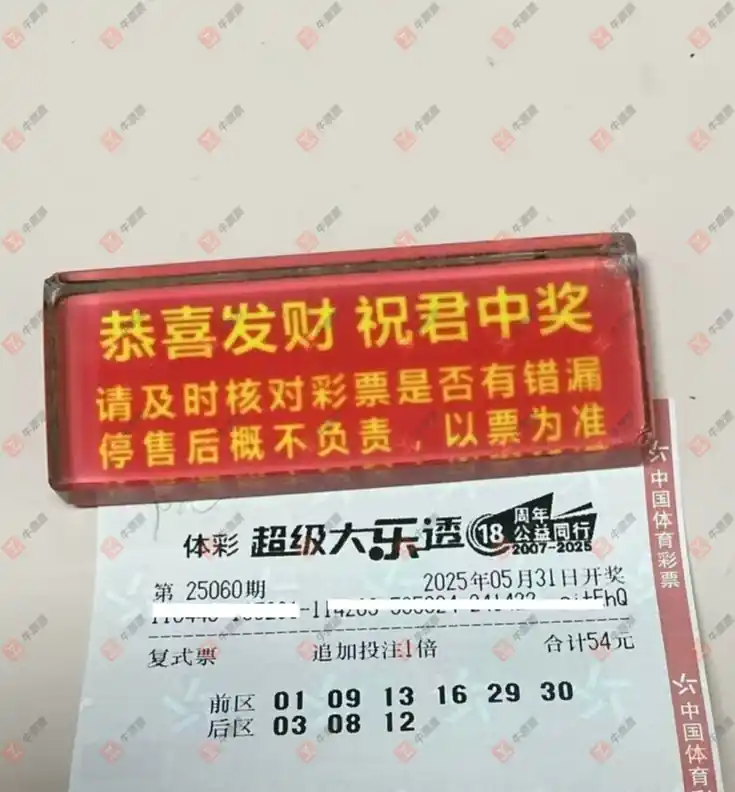 恭喜发财 祝君中奖
请及时核对彩票是否有错漏
停售后概不负责，以票为准
体彩 超级大乐透 18 周年 公益同行 2007-2025
第 25060期 2025年05月31日开奖
复式票 追加投注1倍 合计54元
前区 01 09 13 16 29 30
后区 03 08 12
中国体育彩票
中国体育